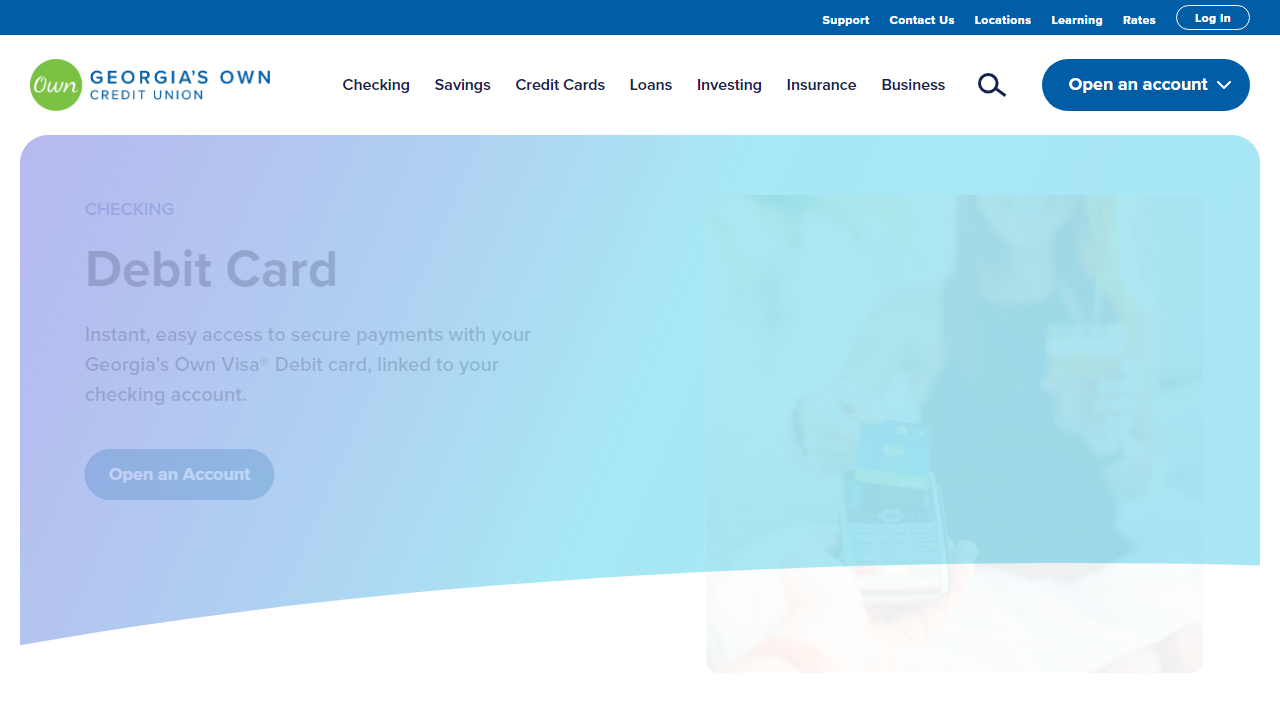 Support Contact Us Locations Learning Rates Log In
Own GEORGIA'S OWN
CREDIT UNION
Checking Savings Credit Cards Loans Investing Insurance Business Open an account
CHECKING
Debit Card
Instant, easy access to secure payments with your
Georgia's Own Visa® Debit card, linked to your
checking account.
Open an Account